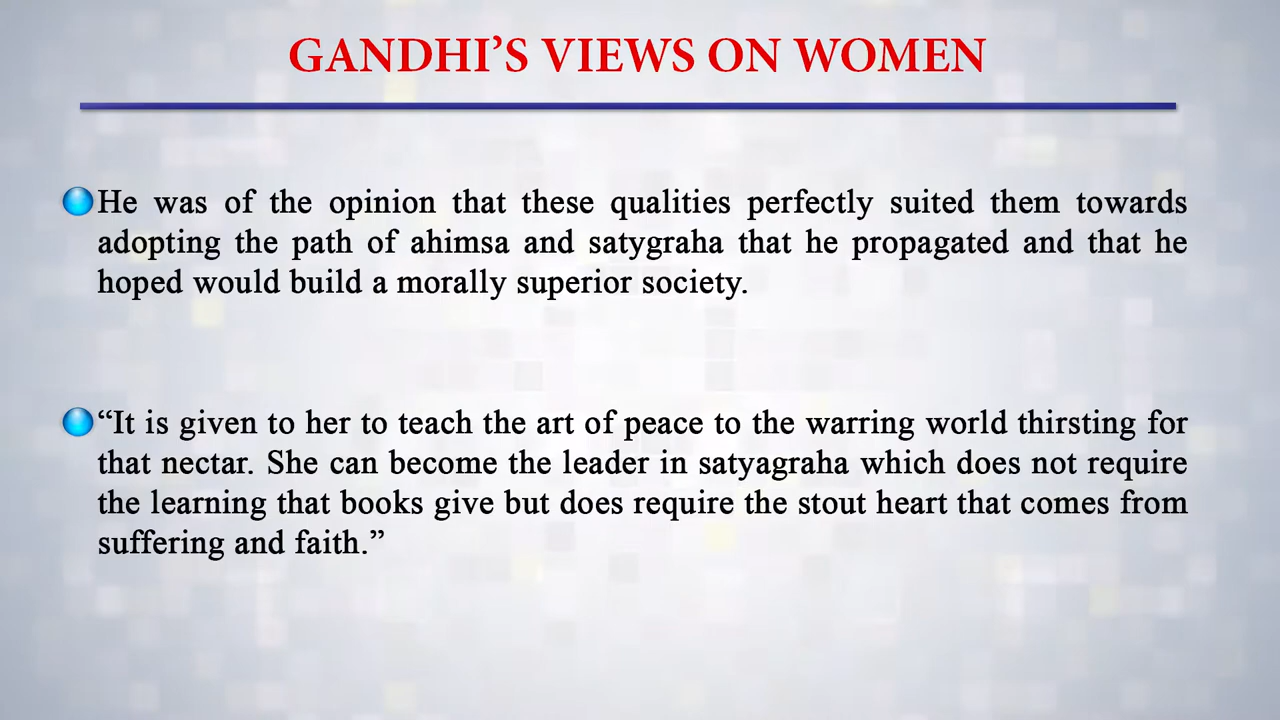 GANDHI’S VIEWS ON WOMEN
He was of the opinion that these qualities perfectly suited them towards
adopting the path of ahimsa and satygraha that he propagated and that he
hoped would build a morally superior society.
“It is given to her to teach the art of peace to the warring world thirsting for
that nectar. She can become the leader in satyagraha which does not require
the learning that books give but does require the stout heart that comes from
suffering and faith.”